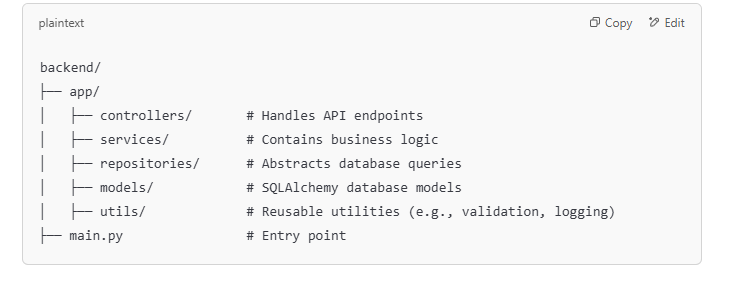 plaintext Copy Edit
backend/
├── app/
│   ├── controllers/       # Handles API endpoints
│   ├── services/          # Contains business logic
│   ├── repositories/      # Abstracts database queries
│   ├── models/            # SQLAlchemy database models
│   ├── utils/             # Reusable utilities (e.g., validation, logging)
├── main.py                # Entry point